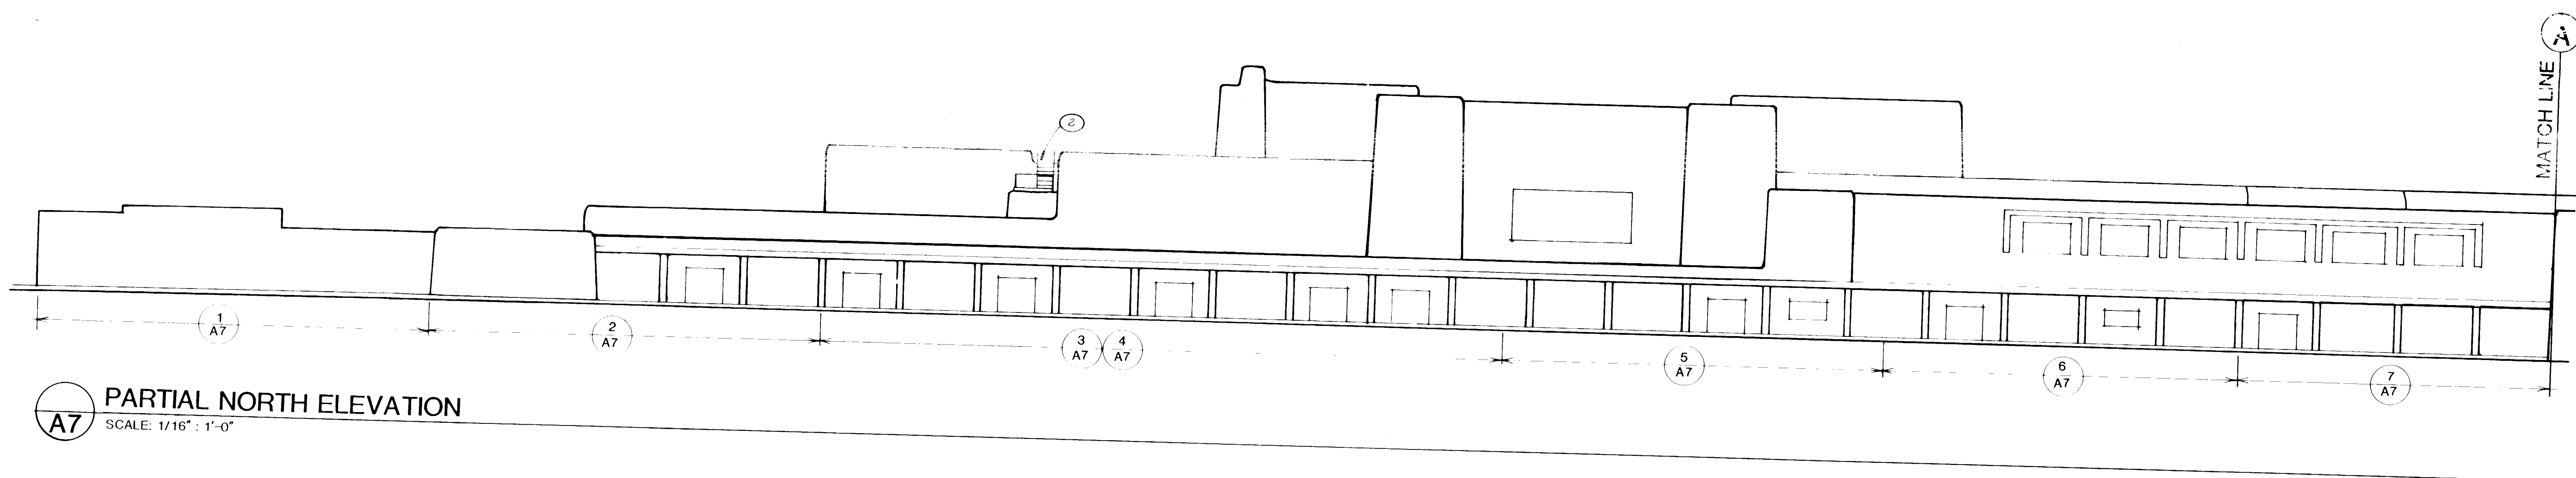 A
MATCH LINE
2
1
A7
2
A7
3
A7
4
A7
5
A7
6
A7
7
A7
A7
PARTIAL NORTH ELEVATION
SCALE: 1/16" : 1'-0"